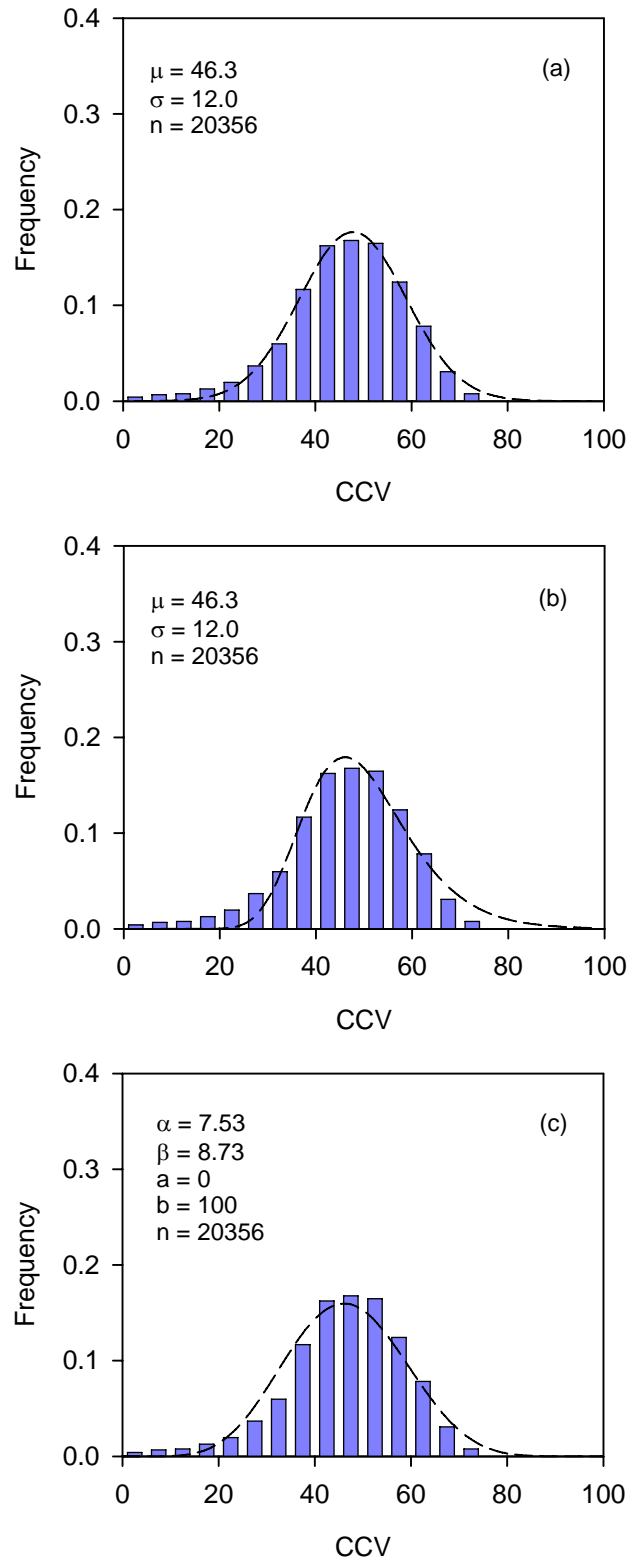 0.4
0.3
0.2
0.1
0.0
Frequency
μ = 46.3
σ = 12.0
n = 20356
(a)
0 20 40 60 80 100
CCV
0.4
0.3
0.2
0.1
0.0
Frequency
μ = 46.3
σ = 12.0
n = 20356
(b)
0 20 40 60 80 100
CCV
0.4
0.3
0.2
0.1
0.0
Frequency
α = 7.53
β = 8.73
a = 0
b = 100
n = 20356
(c)
0 20 40 60 80 100
CCV